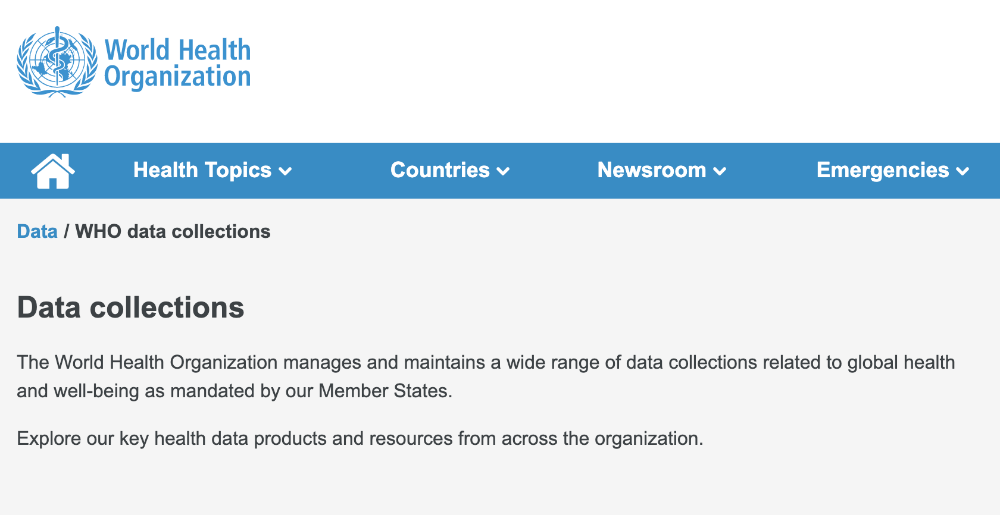 World Health
Organization
Health Topics
Countries
Newsroom
Emergencies
Data / WHO data collections
Data collections
The World Health Organization manages and maintains a wide range of data collections related to global health
and well-being as mandated by our Member States.
Explore our key health data products and resources from across the organization.